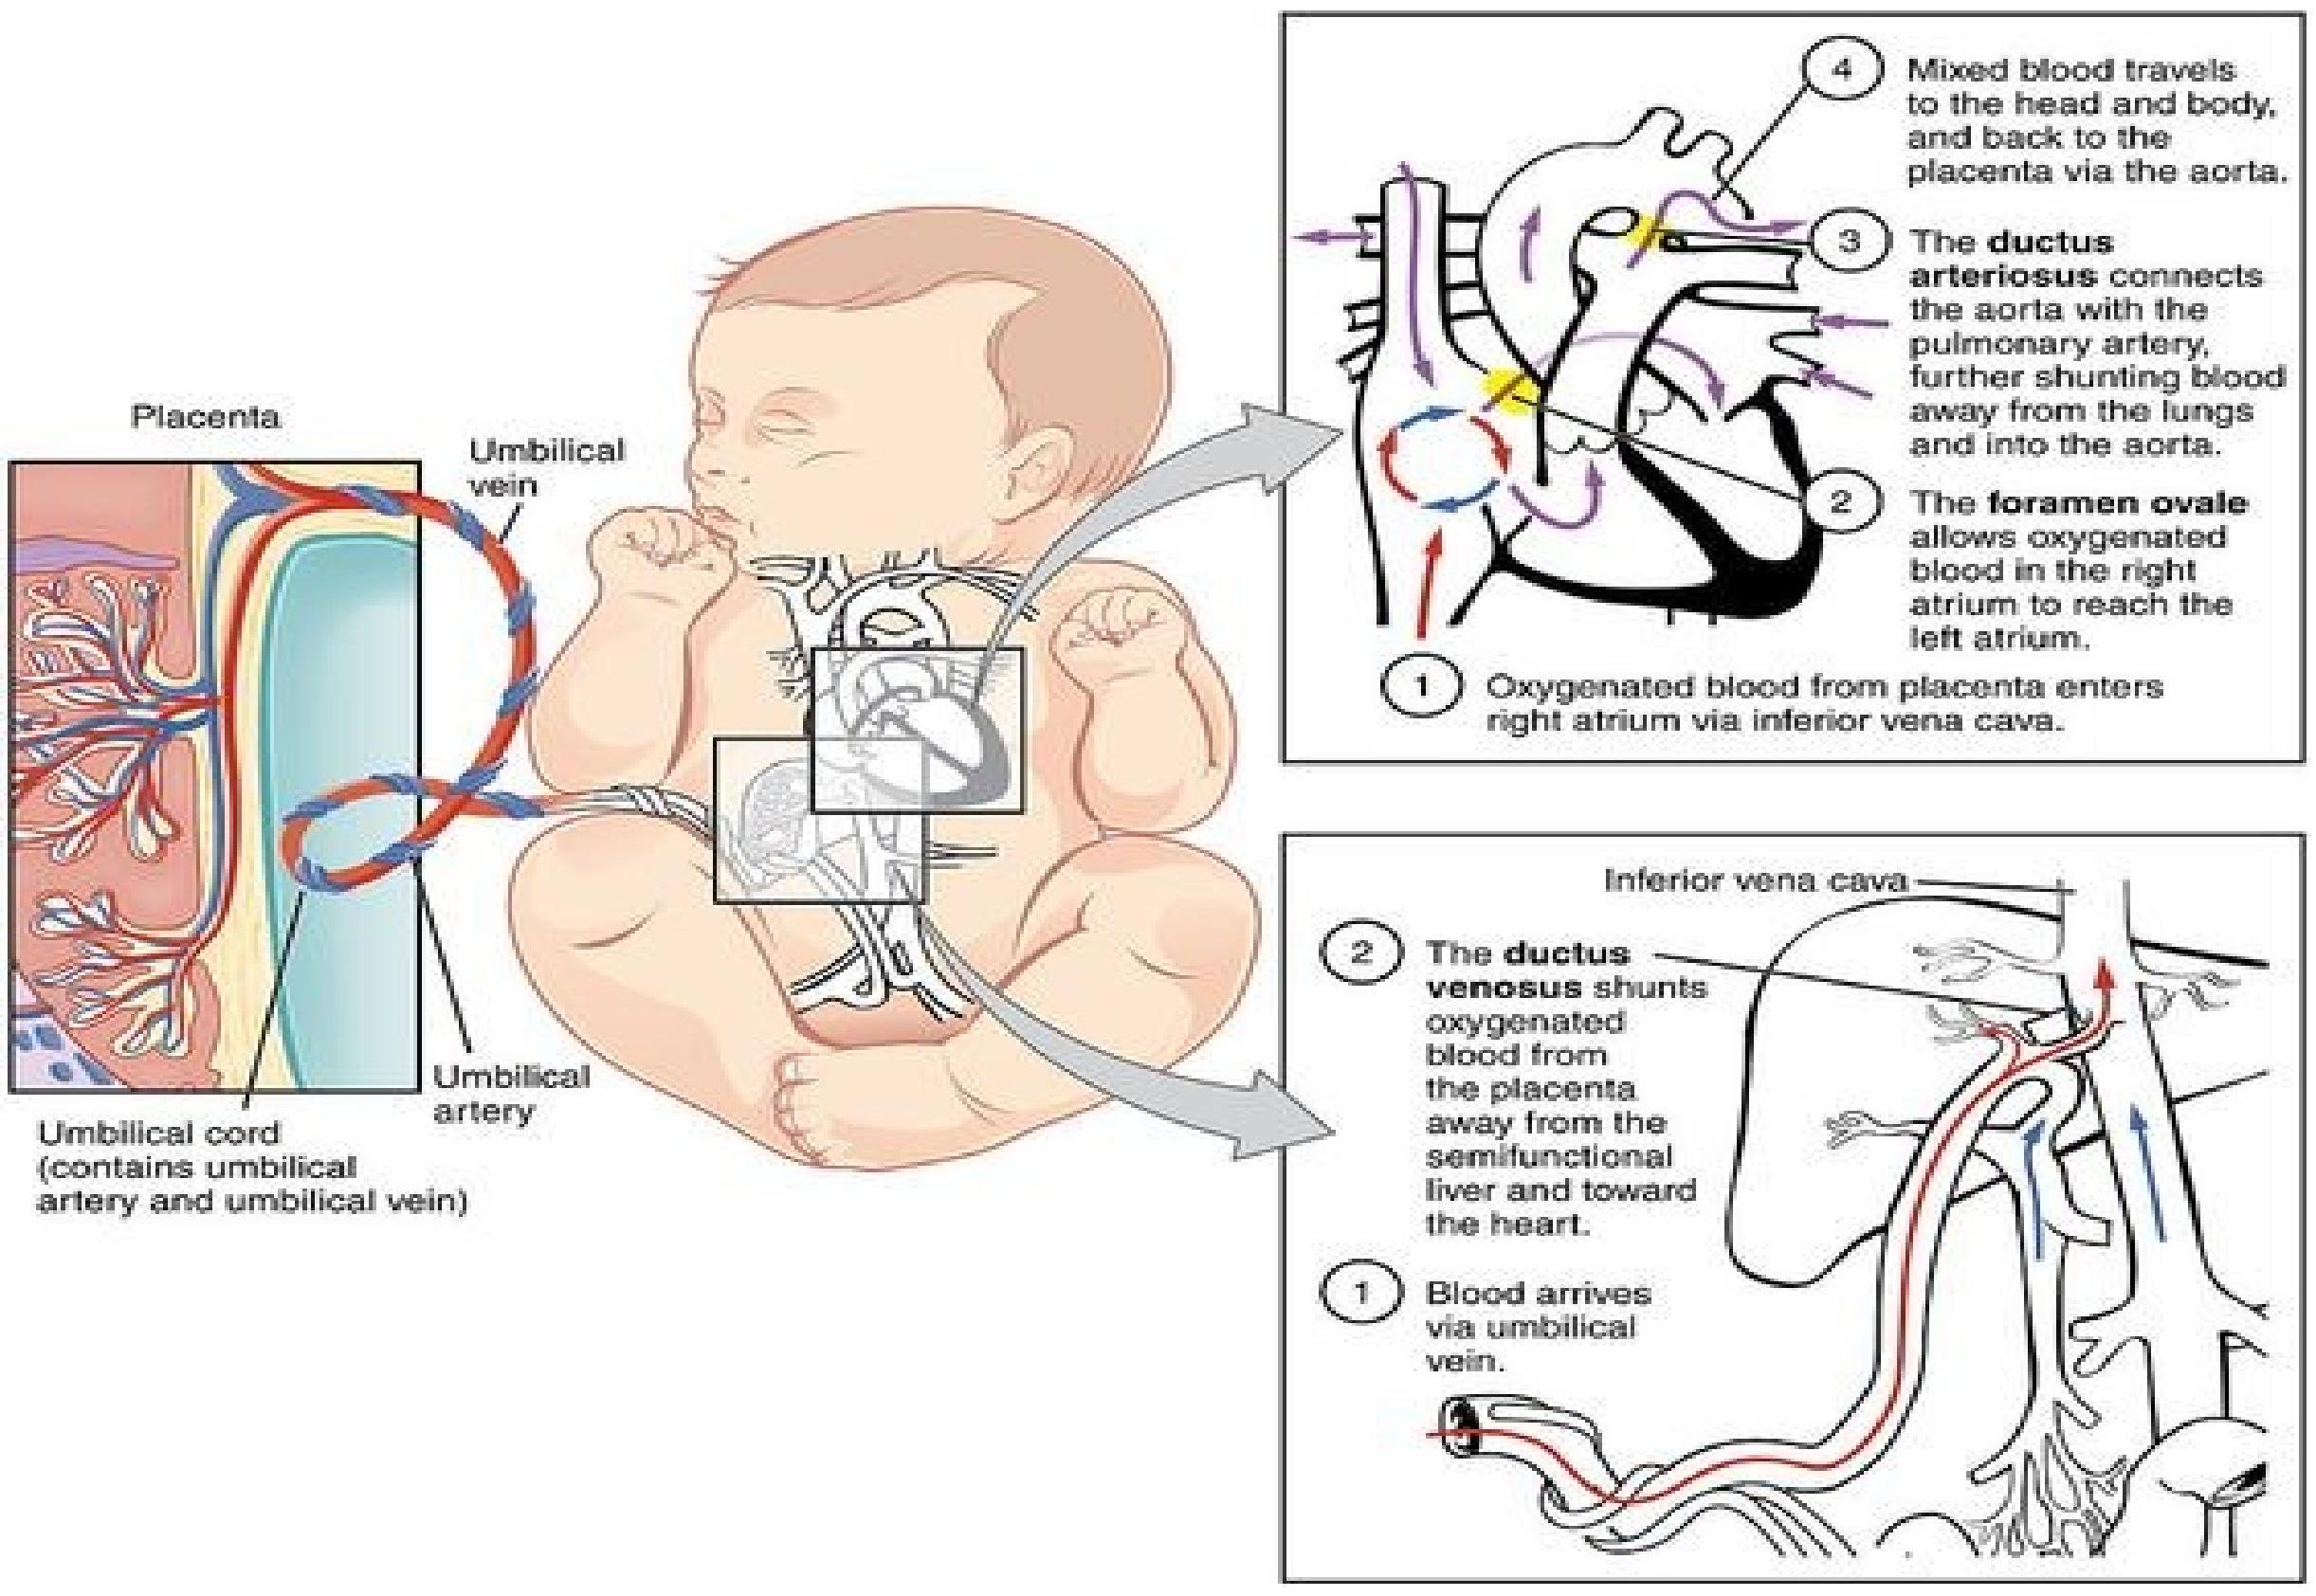 Placenta
Umbilical
vein
Umbilical
artery
Umbilical cord
(contains umbilical
artery and umbilical vein)
4
Mixed blood travels
to the head and body,
and back to the
placenta via the aorta.
3
The ductus
arteriosus connects
the aorta with the
pulmonary artery,
further shunting blood
away from the lungs
and into the aorta.
2
The foramen ovale
allows oxygenated
blood in the right
atrium to reach the
left atrium.
1
Oxygenated blood from placenta enters
right atrium via inferior vena cava.
Inferior vena cava
2
The ductus
venosus shunts
oxygenated
blood from
the placenta
away from the
semifunctional
liver and toward
the heart.
1
Blood arrives
via umbilical
vein.